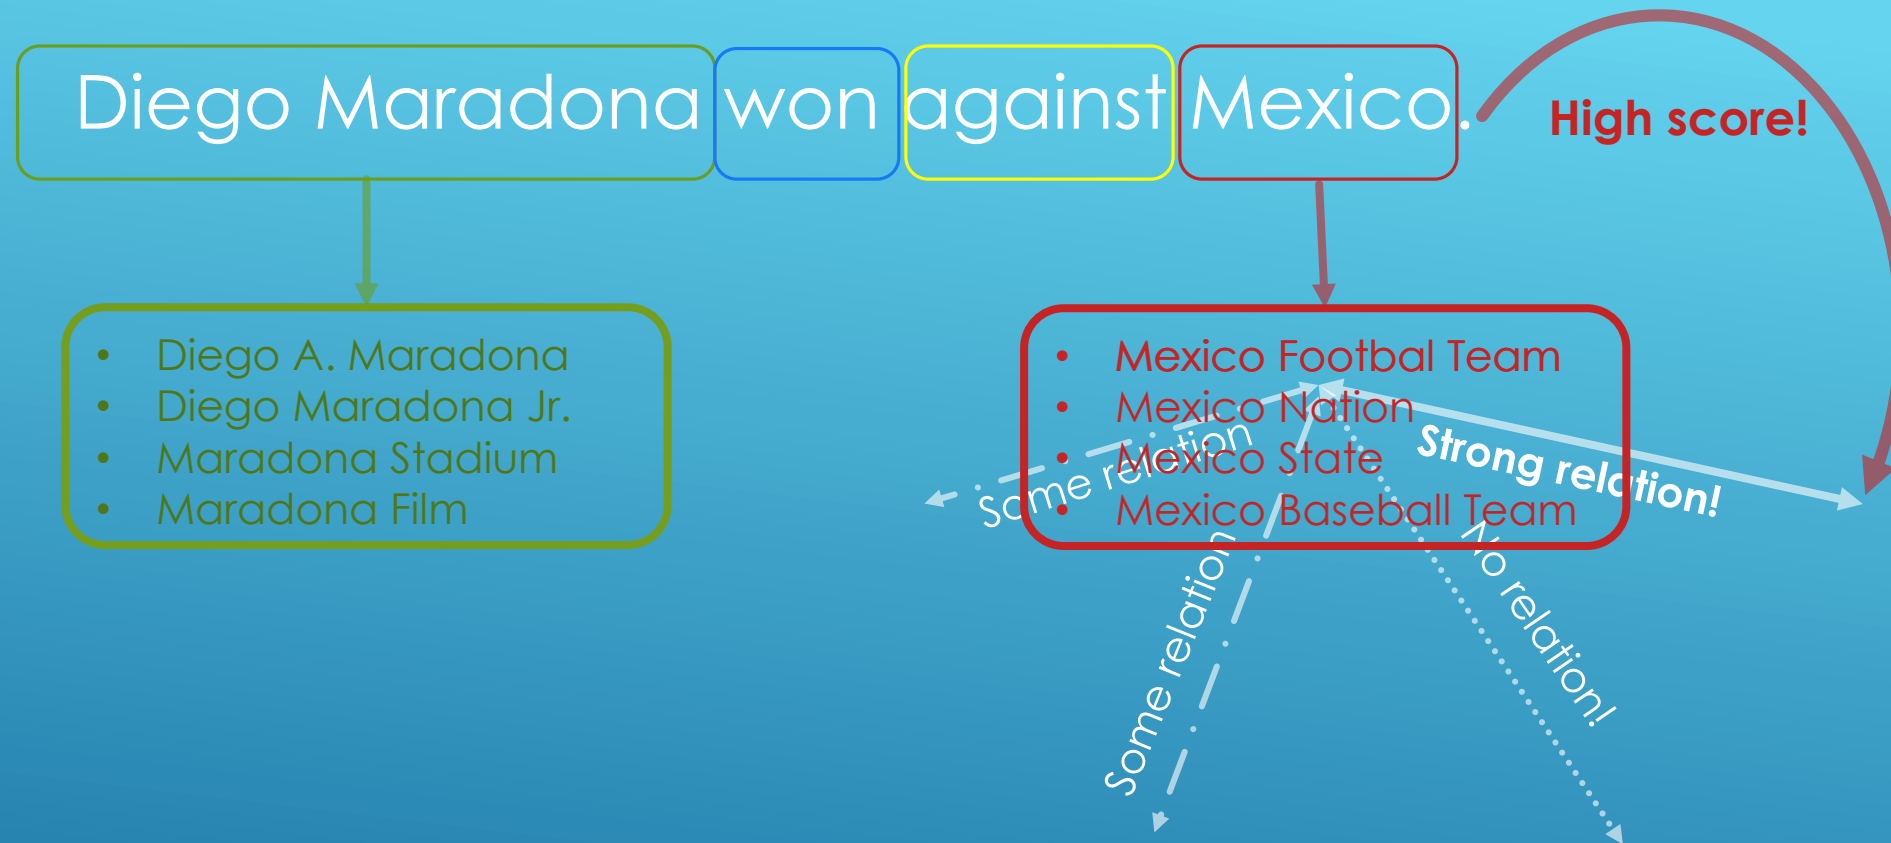 Diego Maradona won against Mexico.
High score!
• Diego A. Maradona
• Diego Maradona Jr.
• Maradona Stadium
• Maradona Film
• Mexico Footbal Team
• Mexico Nation
• Mexico State
• Mexico Baseball Team
Some relation
Strong relation!
Some relation
No relation!